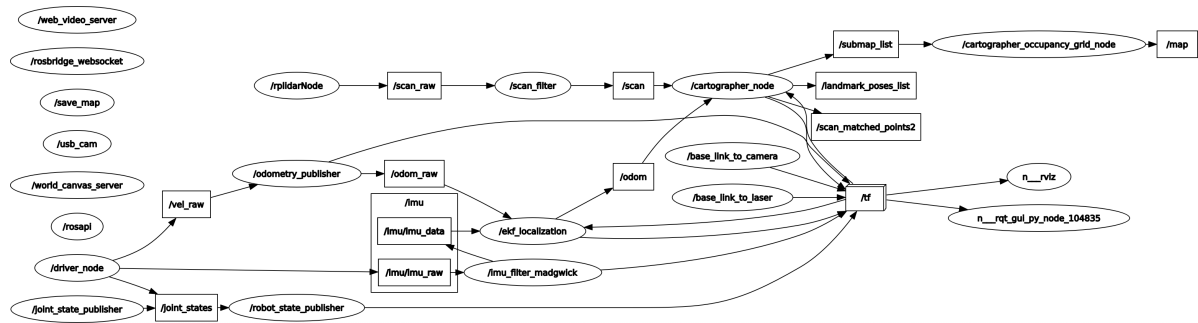 /web_video_server
/rosbridge_websocket
/save_map
/usb_cam
/world_canvas_server
/rosapi
/driver_node
/joint_state_publisher
/vel_raw
/joint_states
/rplidarNode
/odometry_publisher
/robot_state_publisher
/scan_raw
/odom_raw
/imu
/imu/imu_data
/imu/imu_raw
/scan_filter
/ekf_localization
/imu_filter_madgwick
/scan
/odom
/cartographer_node
/base_link_to_camera
/base_link_to_laser
/submap_list
/landmark_poses_list
/scan_matched_points2
/tf
/cartographer_occupancy_grid_node
n__rviz
n__rqt_gui_py_node_104835
/map